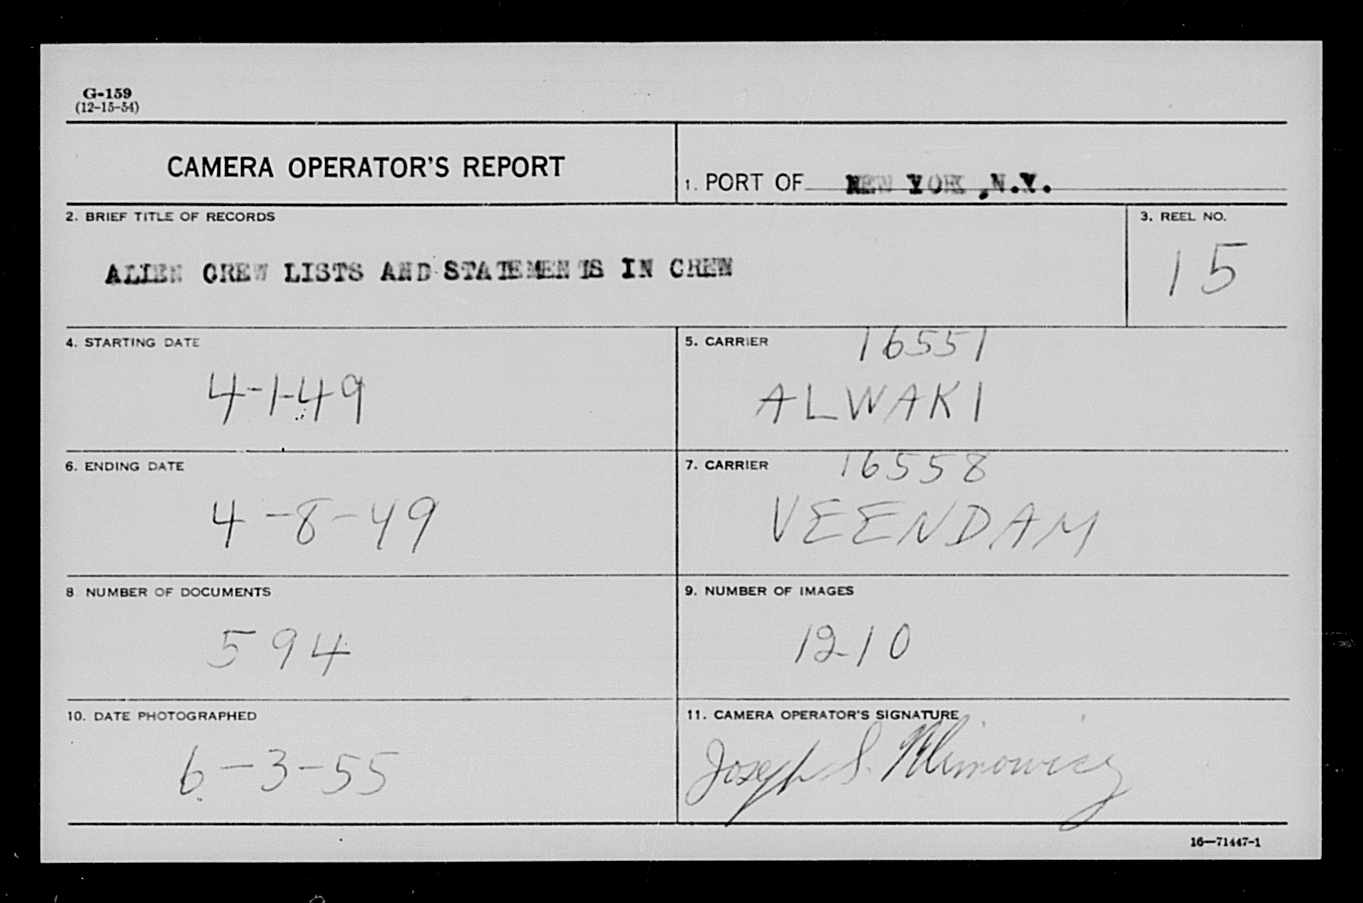 G-159
(12-15-54)
CAMERA OPERATOR'S REPORT
1. PORT OF NEW YORK ,N.Y.
2. BRIEF TITLE OF RECORDS
ALIEN CREW LISTS AND STATEMENTS IN CREW
3. REEL NO.
15
4. STARTING DATE
4-1-49
5. CARRIER 16551
ALWAKI
6. ENDING DATE
4-8-49
7. CARRIER 16558
VEENDAM
8 NUMBER OF DOCUMENTS
594
9. NUMBER OF IMAGES
1210
10. DATE PHOTOGRAPHED
6-3-55
11. CAMERA OPERATOR'S SIGNATURE
Joseph S. Klimowicz
16—71447-1